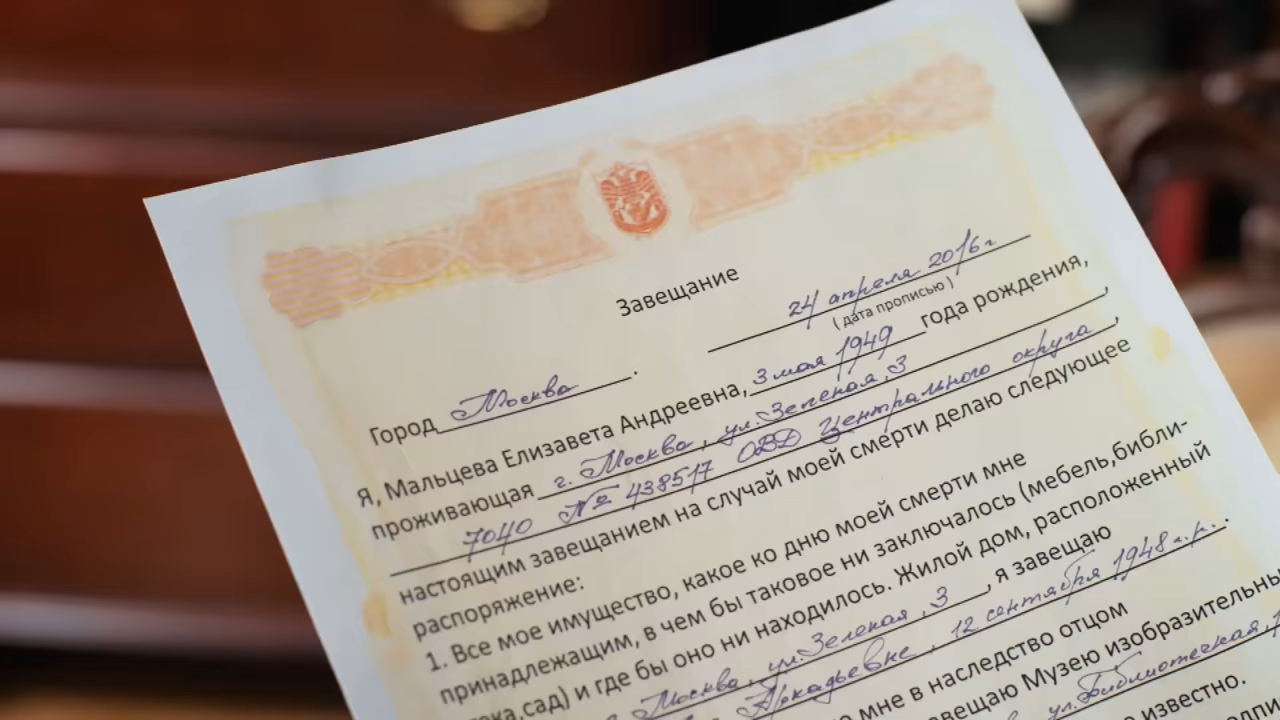 Завещание
24 апреля 2016 г
( дата прописью )
Город Москва .
Я, Мальцева Елизавета Андреевна, 3 мая 1949 года рождения,
проживающая г. Москва, ул. Зеленая, 3 ,
7040 № 438517 ОВД Центрального округа ,
настоящим завещанием на случай моей смерти делаю следующее
распоряжение:
1. Все мое имущество, какое ко дню моей смерти мне
принадлежащим, в чем бы таковое ни заключалось (мебель,библи-
тека,сад) и где бы оно ни находилось. Жилой дом, расположенный
Москва, ул. Зеленая, 3 , я завещаю
Аркадьевне, 12 сентября 1948 г.р. .
мне в наследство отцом
Музею изобразительны
ул. Библиотечная
известно.